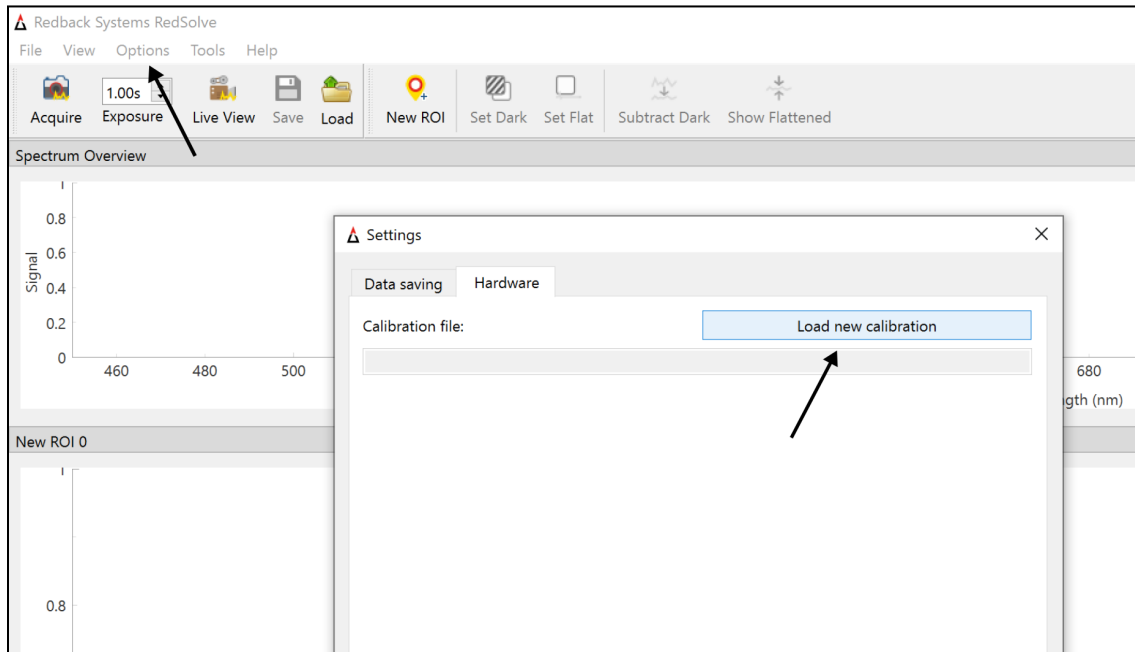 Redback Systems RedSolve
File View Options Tools Help
1.00s
Acquire Exposure Live View Save Load New ROI Set Dark Set Flat Subtract Dark Show Flattened
Spectrum Overview
1
0.8
0.6
0.4
0.2
0
Signal
460 480 500 680
gth (nm)
Settings
Data saving Hardware
Calibration file: Load new calibration
New ROI 0
1
0.8